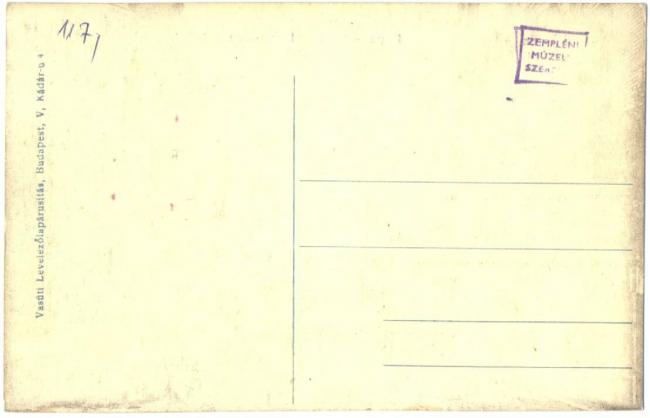 117,
ZEMPLÉNI
MÚZEU
SZE
Vasúti Levelezőlapárusítás, Budapest, V, Kádár-u 4